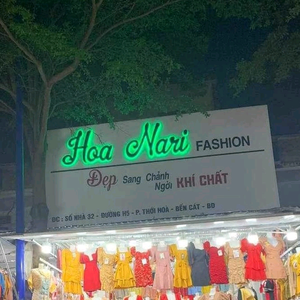 Hoa Nari FASHION
Đẹp Sang Chảnh
Ngời KHÍ CHẤT
ĐC : SỐ NHÀ 52 - ĐƯỜNG H5 - P. THỚI HOÀ - BẾN CÁT - BD